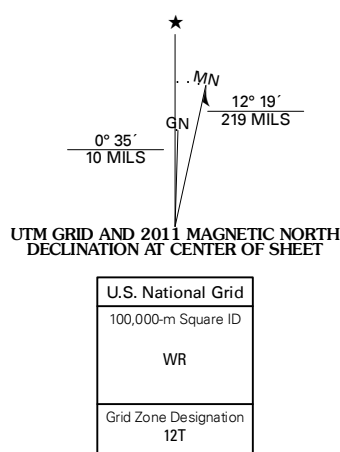 ★
MN
GN
12° 19´
219 MILS
0° 35´
10 MILS
UTM GRID AND 2011 MAGNETIC NORTH
DECLINATION AT CENTER OF SHEET
U.S. National Grid
100,000-m Square ID
WR
Grid Zone Designation
12T